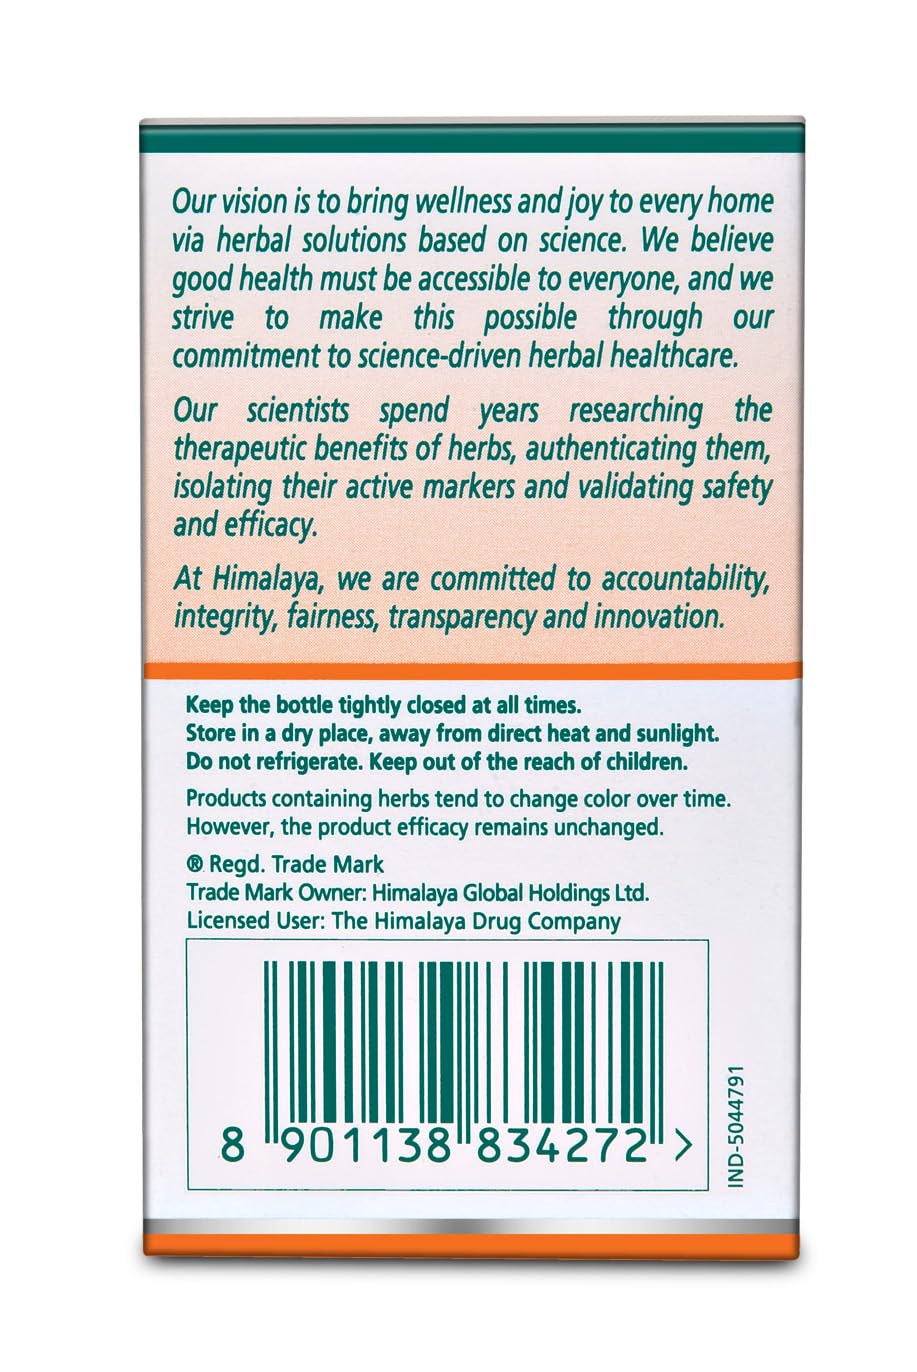 Our vision is to bring wellness and joy to every home
via herbal solutions based on science. We believe
good health must be accessible to everyone, and we
strive to make this possible through our
commitment to science-driven herbal healthcare.
Our scientists spend years researching the
therapeutic benefits of herbs, authenticating them,
isolating their active markers and validating safety
and efficacy.
At Himalaya, we are committed to accountability,
integrity, fairness, transparency and innovation.
Keep the bottle tightly closed at all times.
Store in a dry place, away from direct heat and sunlight.
Do not refrigerate. Keep out of the reach of children.
Products containing herbs tend to change color over time.
However, the product efficacy remains unchanged.
® Regd. Trade Mark
Trade Mark Owner: Himalaya Global Holdings Ltd.
Licensed User: The Himalaya Drug Company
8 901138 834272 >
IND-5044791